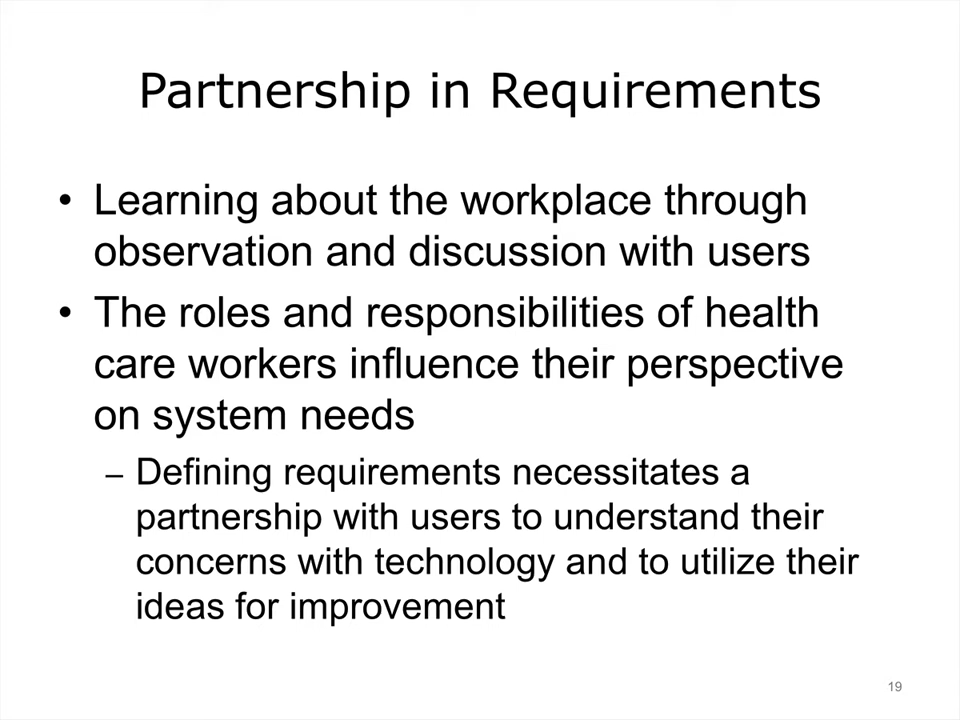 Partnership in Requirements
• Learning about the workplace through
observation and discussion with users
• The roles and responsibilities of health
care workers influence their perspective
on system needs
– Defining requirements necessitates a
partnership with users to understand their
concerns with technology and to utilize their
ideas for improvement
19